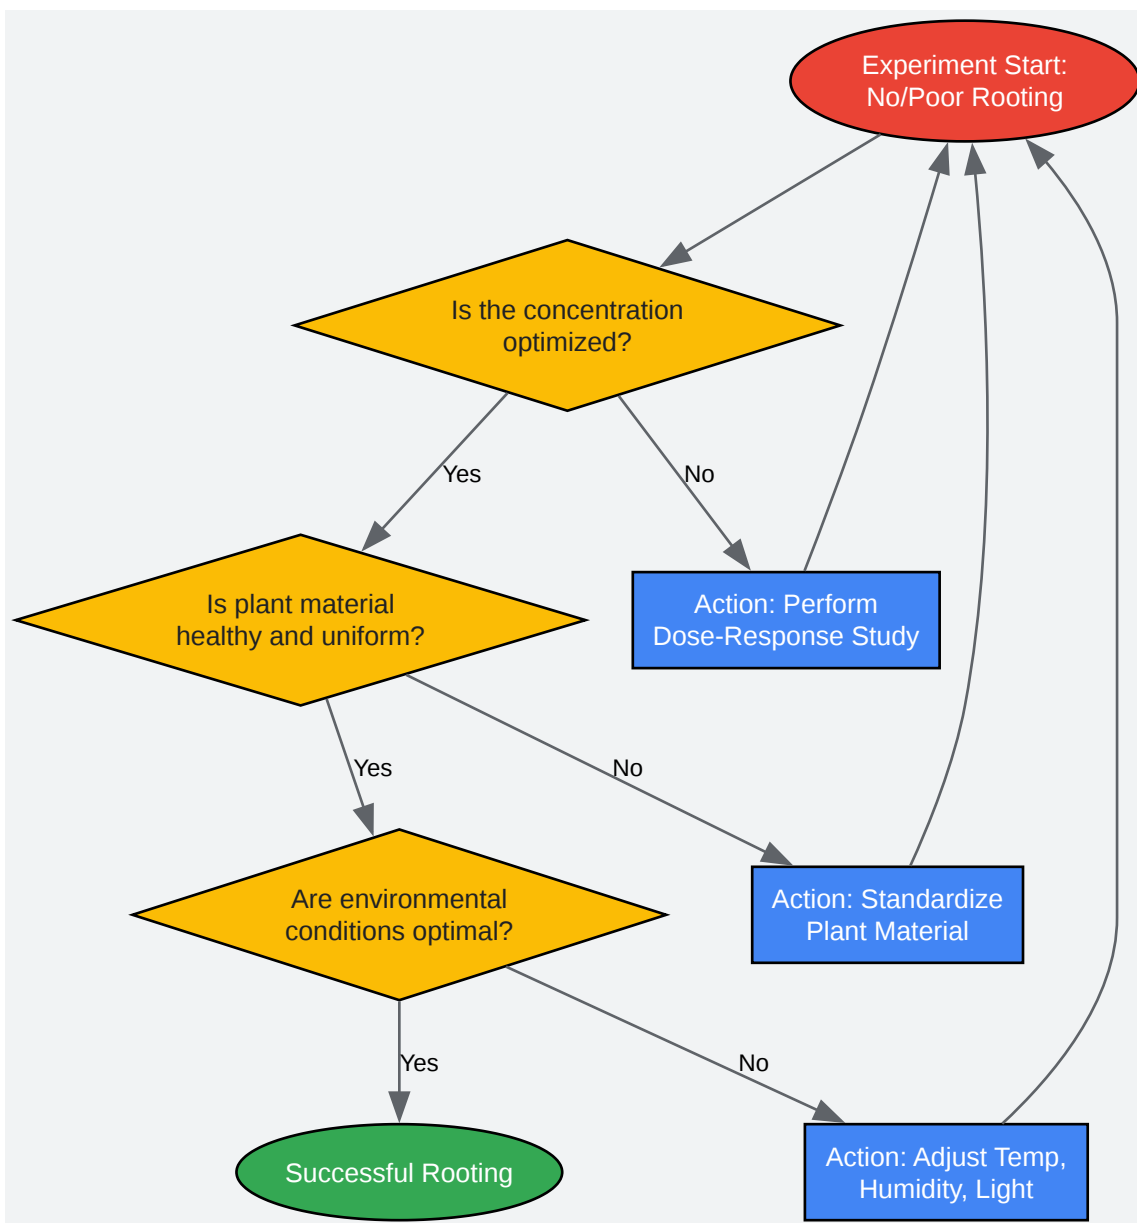 Experiment Start:
No/Poor Rooting
Is the concentration
optimized?
Yes
No
Is plant material
healthy and uniform?
Action: Perform
Dose-Response Study
Yes
No
Are environmental
conditions optimal?
Action: Standardize
Plant Material
Yes
No
Successful Rooting
Action: Adjust Temp,
Humidity, Light